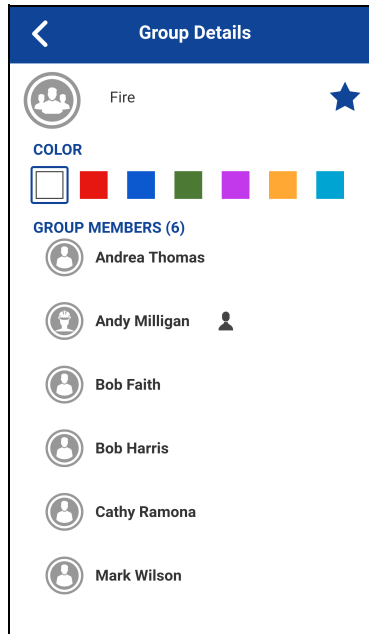 Group Details
Fire
COLOR
GROUP MEMBERS (6)
Andrea Thomas
Andy Milligan
Bob Faith
Bob Harris
Cathy Ramona
Mark Wilson